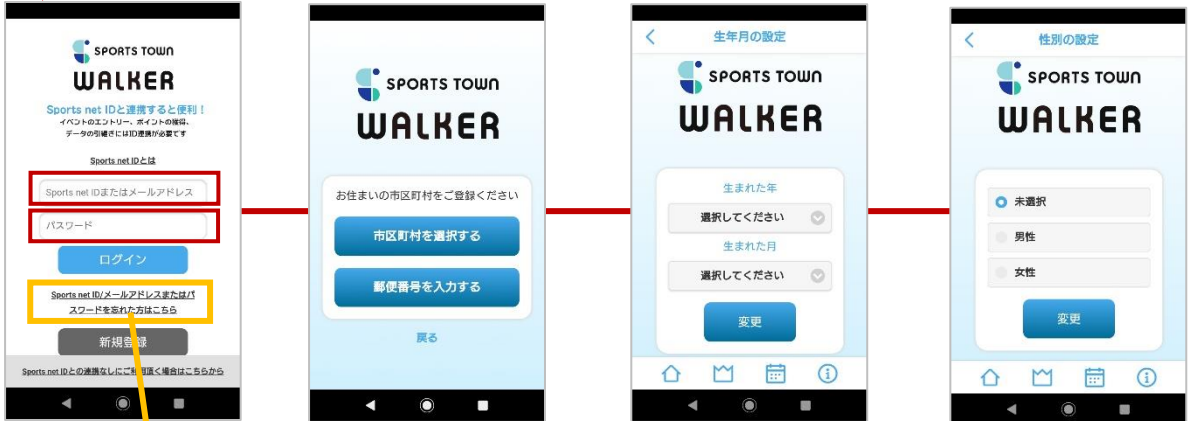 SPORTS TOWN
WALKER
Sports net IDと連携すると便利！
イベントのエントリー、ポイントの獲得、
データの引継ぎにはID連携が必要です
Sports net IDとは
Sports net IDまたはメールアドレス
パスワード
ログイン
Sports net ID/メールアドレスまたはパ
スワードを忘れた方はこちら
新規登録
Sports net IDとの連携なしにご利用頂く場合はこちらから
SPORTS TOWN
WALKER
お住まいの市区町村をご登録ください
市区町村を選択する
郵便番号を入力する
戻る
生年月の設定
SPORTS TOWN
WALKER
生まれた年
選択してください
生まれた月
選択してください
変更
性別の設定
SPORTS TOWN
WALKER
未選択
男性
女性
変更